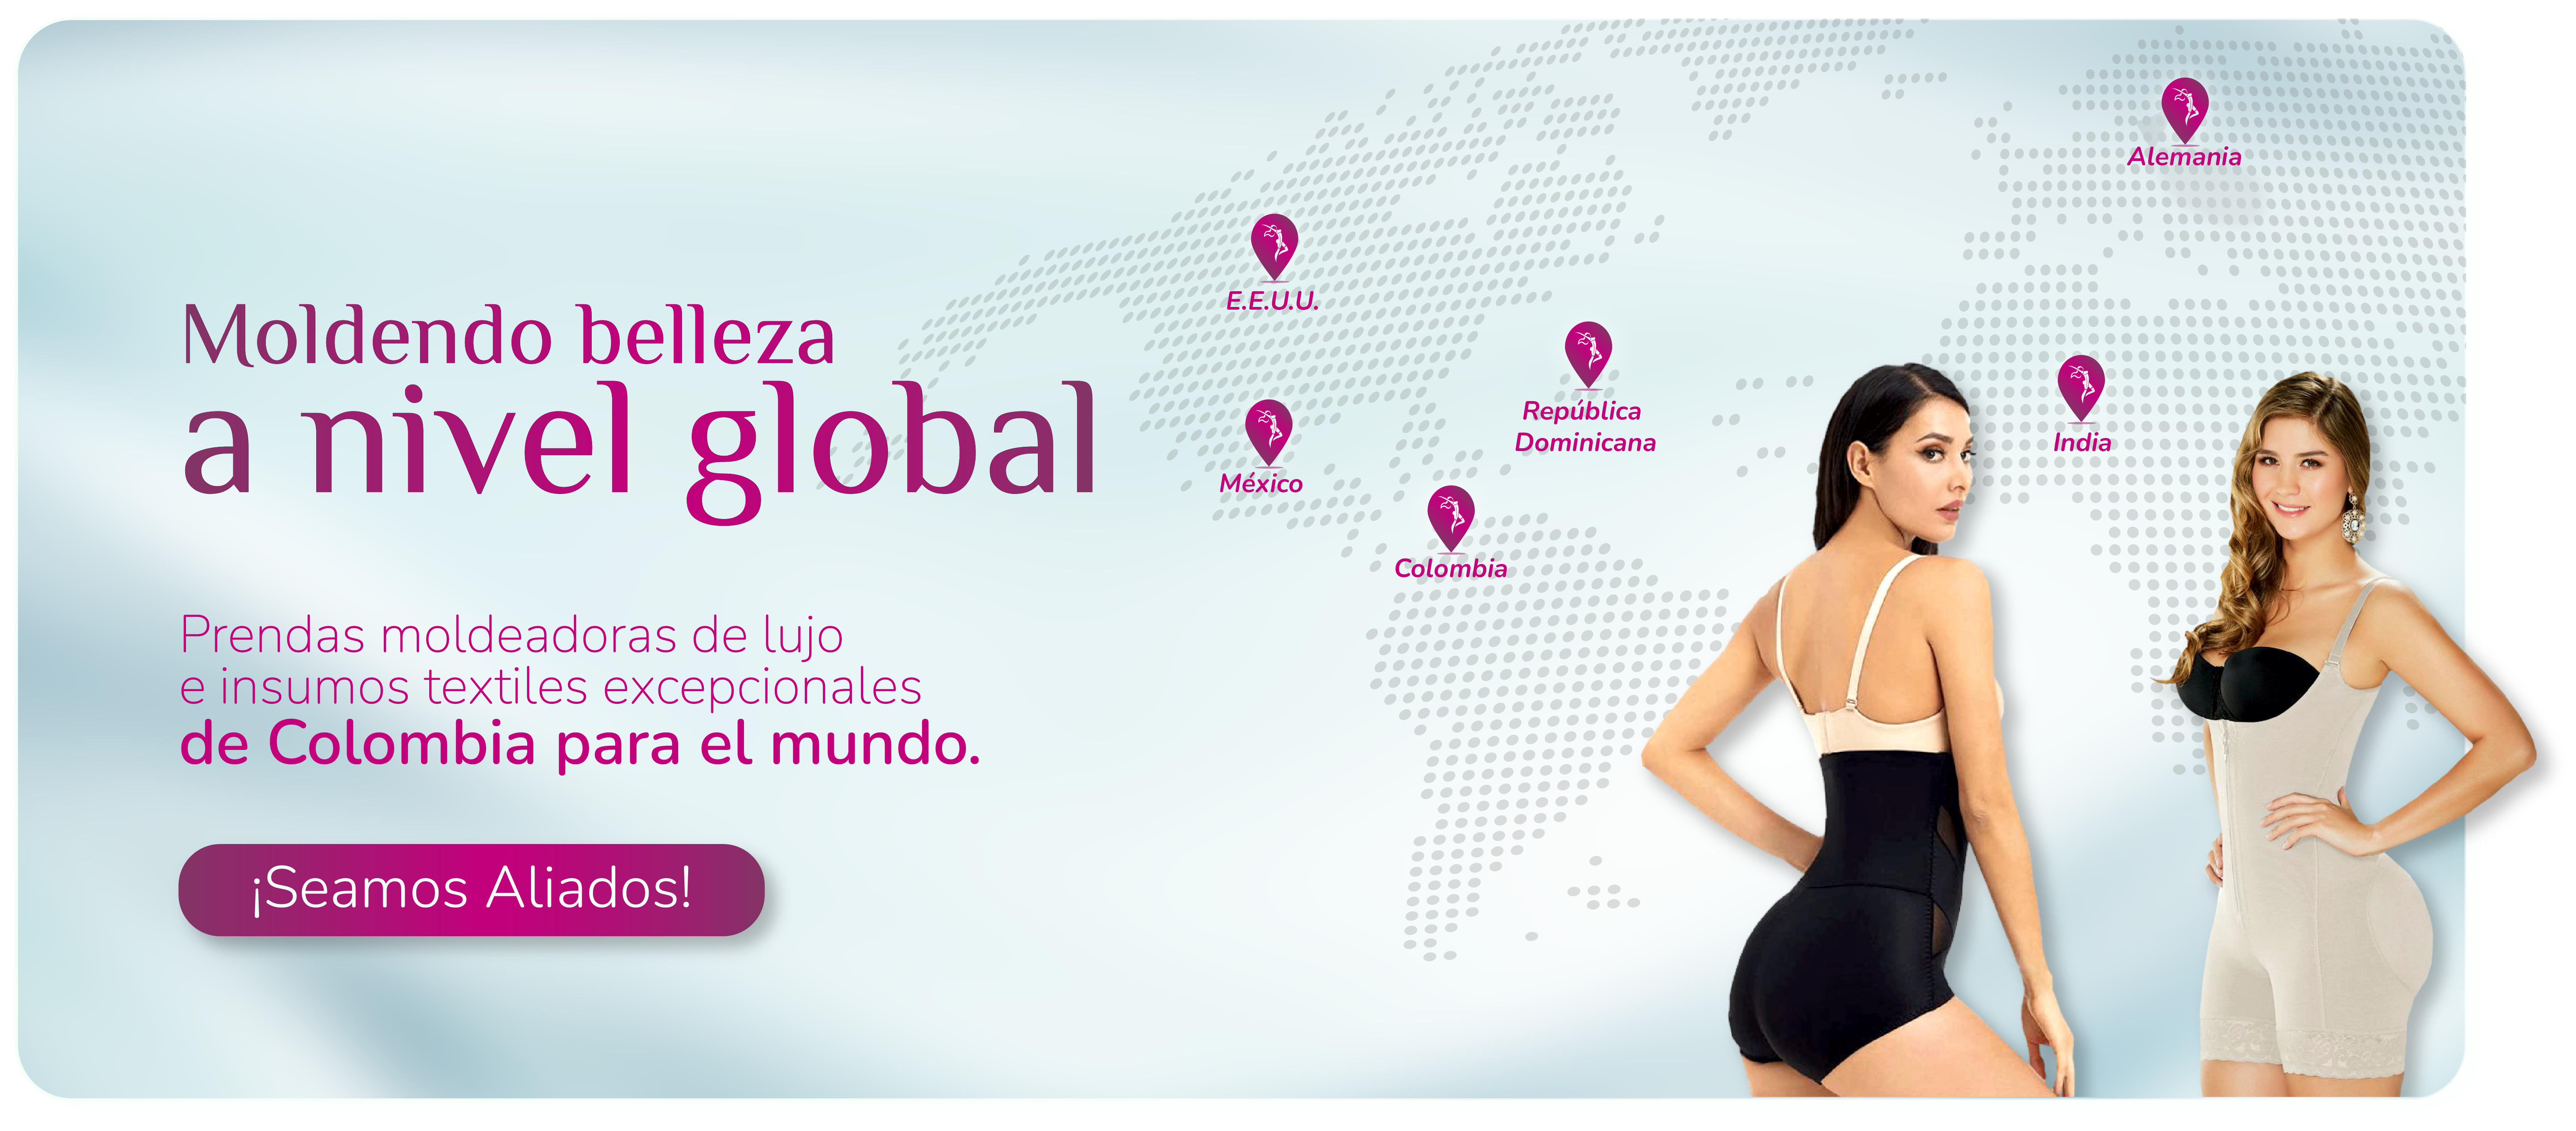 Moldendo belleza
a nivel global
Prendas moldeadoras de lujo
e insumos textiles excepcionales
de Colombia para el mundo.
¡Seamos Aliados!
Alemania
E.E.U.U.
República
Dominicana
India
México
Colombia